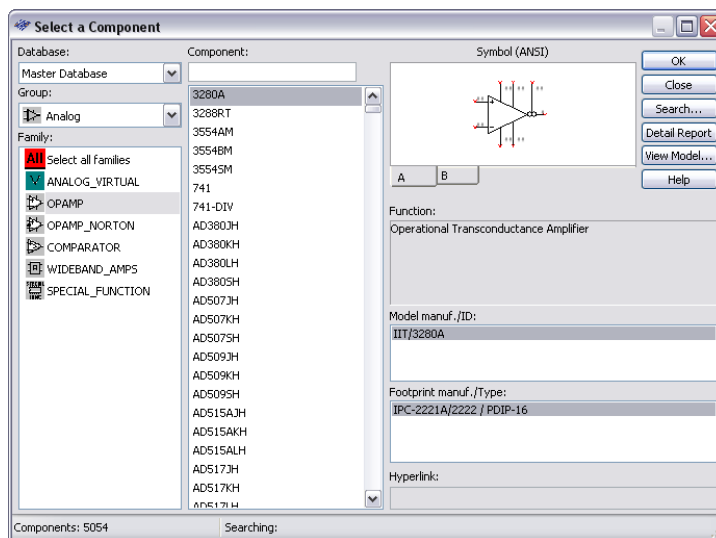 Select a Component
Database:
Master Database
Group:
Analog
Family:
All Select all families
ANALOG_VIRTUAL
OPAMP
OPAMP_NORTON
COMPARATOR
WIDEBAND_AMPS
SPECIAL_FUNCTION
Component:
3280A
3288RT
3554AM
3554BM
3554SM
741
741-DIV
AD380JH
AD380KH
AD380LH
AD380SH
AD507JH
AD507KH
AD507SH
AD509JH
AD509KH
AD509SH
AD515AJH
AD515AKH
AD515ALH
AD517JH
AD517KH
AD517LH
Symbol (ANSI)
A
B
Function:
Operational Transconductance Amplifier
Model manuf./ID:
IIT/3280A
Footprint manuf./Type:
IPC-2221A/2222 / PDIP-16
Hyperlink:
OK
Close
Search...
Detail Report
View Model...
Help
Components: 5054
Searching: